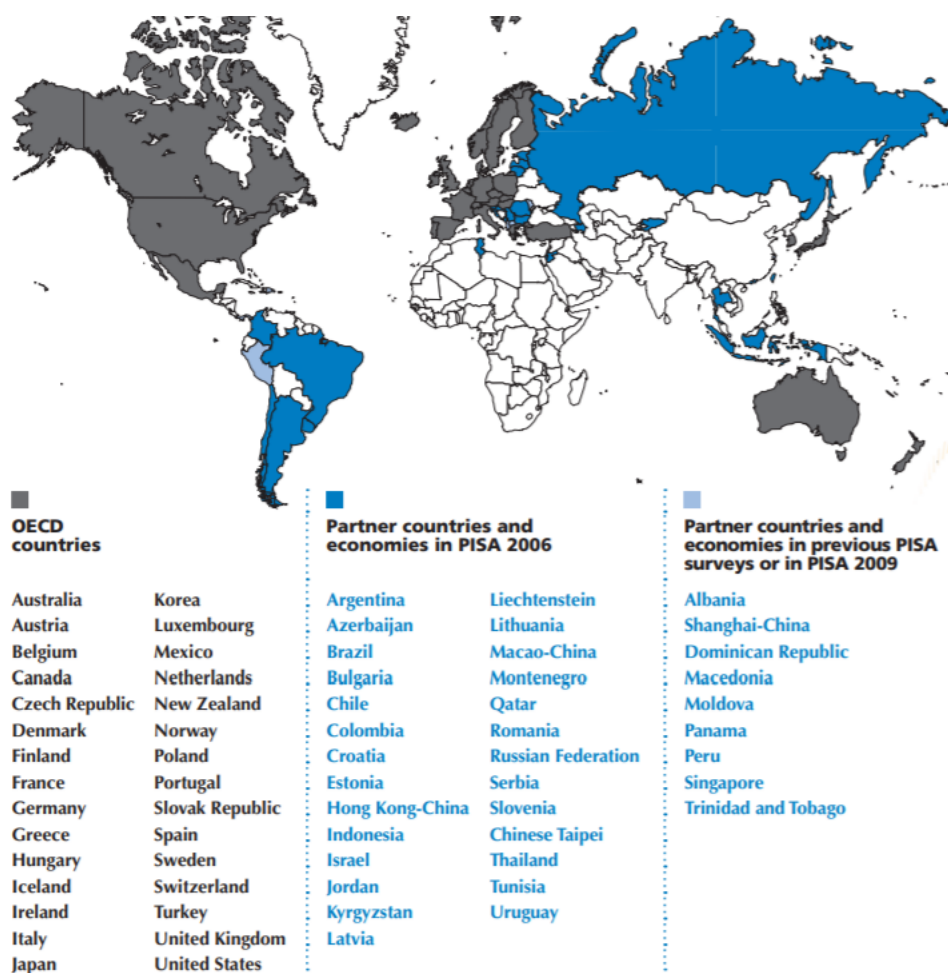 OECD
countries
Australia
Austria
Belgium
Canada
Czech Republic
Denmark
Finland
France
Germany
Greece
Hungary
Iceland
Ireland
Italy
Japan
Korea
Luxembourg
Mexico
Netherlands
New Zealand
Norway
Poland
Portugal
Slovak Republic
Spain
Sweden
Switzerland
Turkey
United Kingdom
United States
Partner countries and
economies in PISA 2006
Argentina
Azerbaijan
Brazil
Bulgaria
Chile
Colombia
Croatia
Estonia
Hong Kong-China
Indonesia
Israel
Jordan
Kyrgyzstan
Latvia
Liechtenstein
Lithuania
Macao-China
Montenegro
Qatar
Romania
Russian Federation
Serbia
Slovenia
Chinese Taipei
Thailand
Tunisia
Uruguay
Partner countries and
economies in previous PISA
surveys or in PISA 2009
Albania
Shanghai-China
Dominican Republic
Macedonia
Moldova
Panama
Peru
Singapore
Trinidad and Tobago